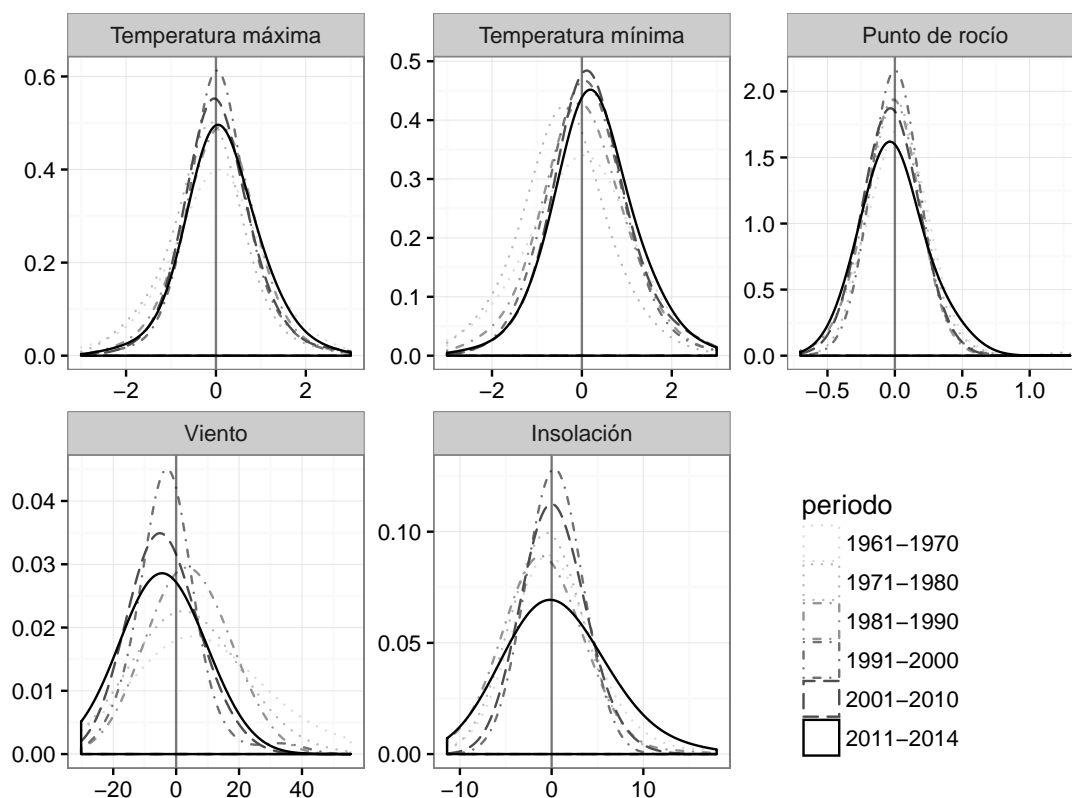 Temperatura máxima
Temperatura mínima
Punto de rocío
0.6
0.4
0.2
0.0
−2 0 2
0.5
0.4
0.3
0.2
0.1
0.0
−2 0 2
2.0
1.5
1.0
0.5
0.0
−0.5 0.0 0.5 1.0
Viento
Insolación
0.04
0.03
0.02
0.01
0.00
−20 0 20 40
0.10
0.05
0.00
−10 0 10
periodo
1961−1970
1971−1980
1981−1990
1991−2000
2001−2010
2011−2014